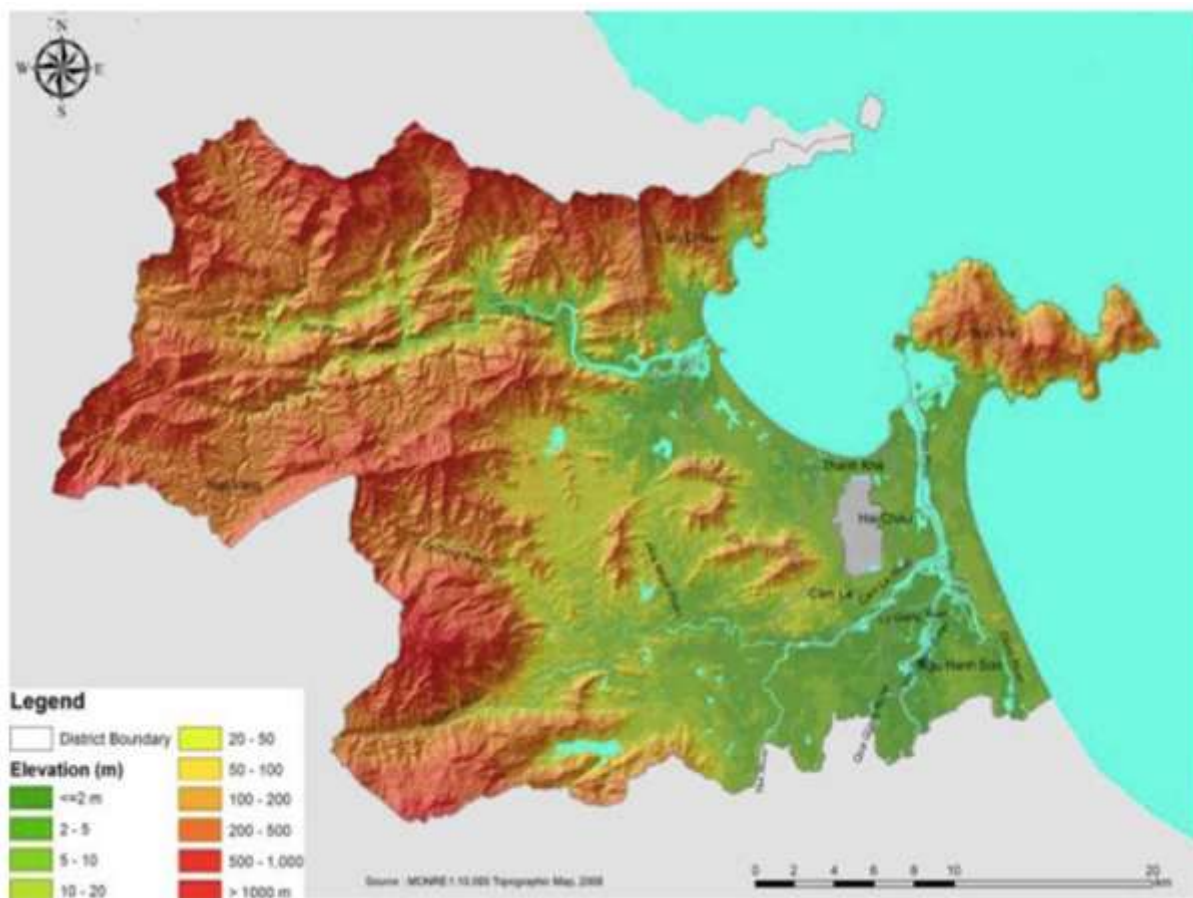 N
W E
S
Thanh Khe
Hai Chau
Cam Le
Ngu Hanh Son
Legend
District Boundary
Elevation (m)
<=2 m
2 - 5
5 - 10
10 - 20
20 - 50
50 - 100
100 - 200
200 - 500
500 - 1,000
> 1000 m
Source : MONRE 1:10,000 Topographic Map, 2008
0 2 4 6 8 10 20
km